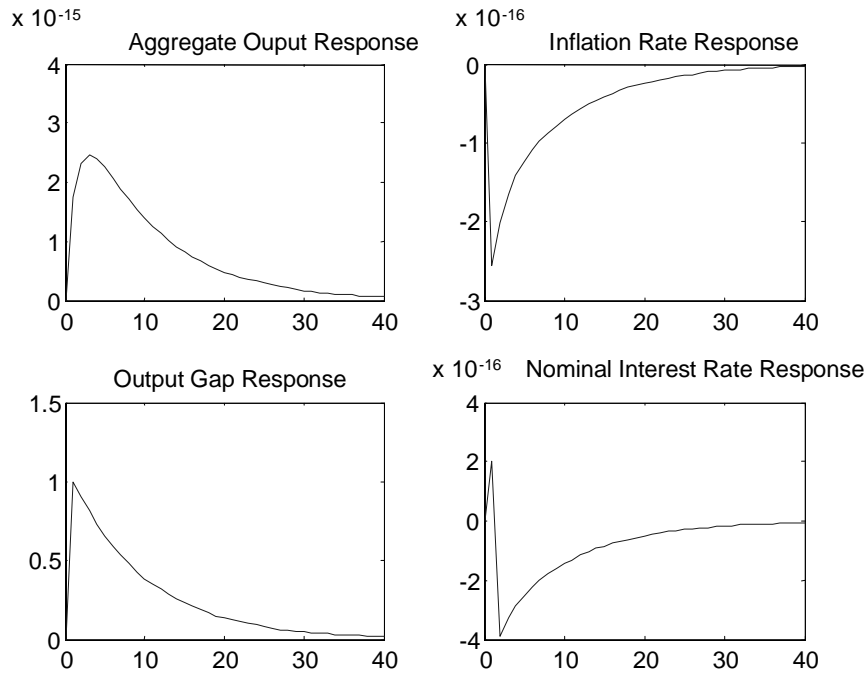 x 10-15
Aggregate Ouput Response
4
3
2
1
0
0 10 20 30 40
x 10-16
Inflation Rate Response
0
-1
-2
-3
0 10 20 30 40
Output Gap Response
1.5
1
0.5
0
0 10 20 30 40
x 10-16 Nominal Interest Rate Response
4
2
0
-2
-4
0 10 20 30 40